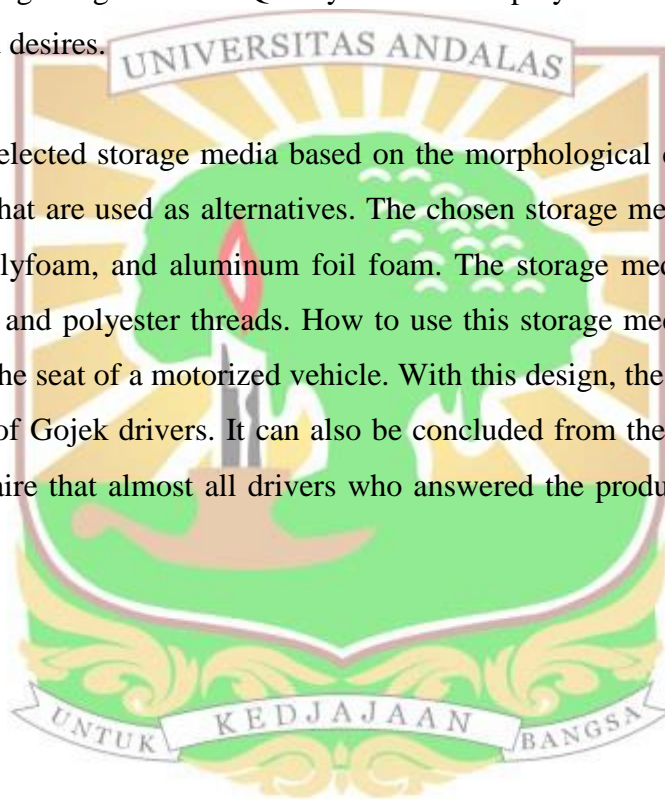 desires.
UNIVERSITAS ANDALAS
elected storage media based on the morphological
hat are used as alternatives. The chosen storage me
lyfoam, and aluminum foil foam. The storage med
and polyester threads. How to use this storage med
he seat of a motorized vehicle. With this design, the
of Gojek drivers. It can also be concluded from the
aire that almost all drivers who answered the produ
UNTUK KEDJAJAAN BANGSA